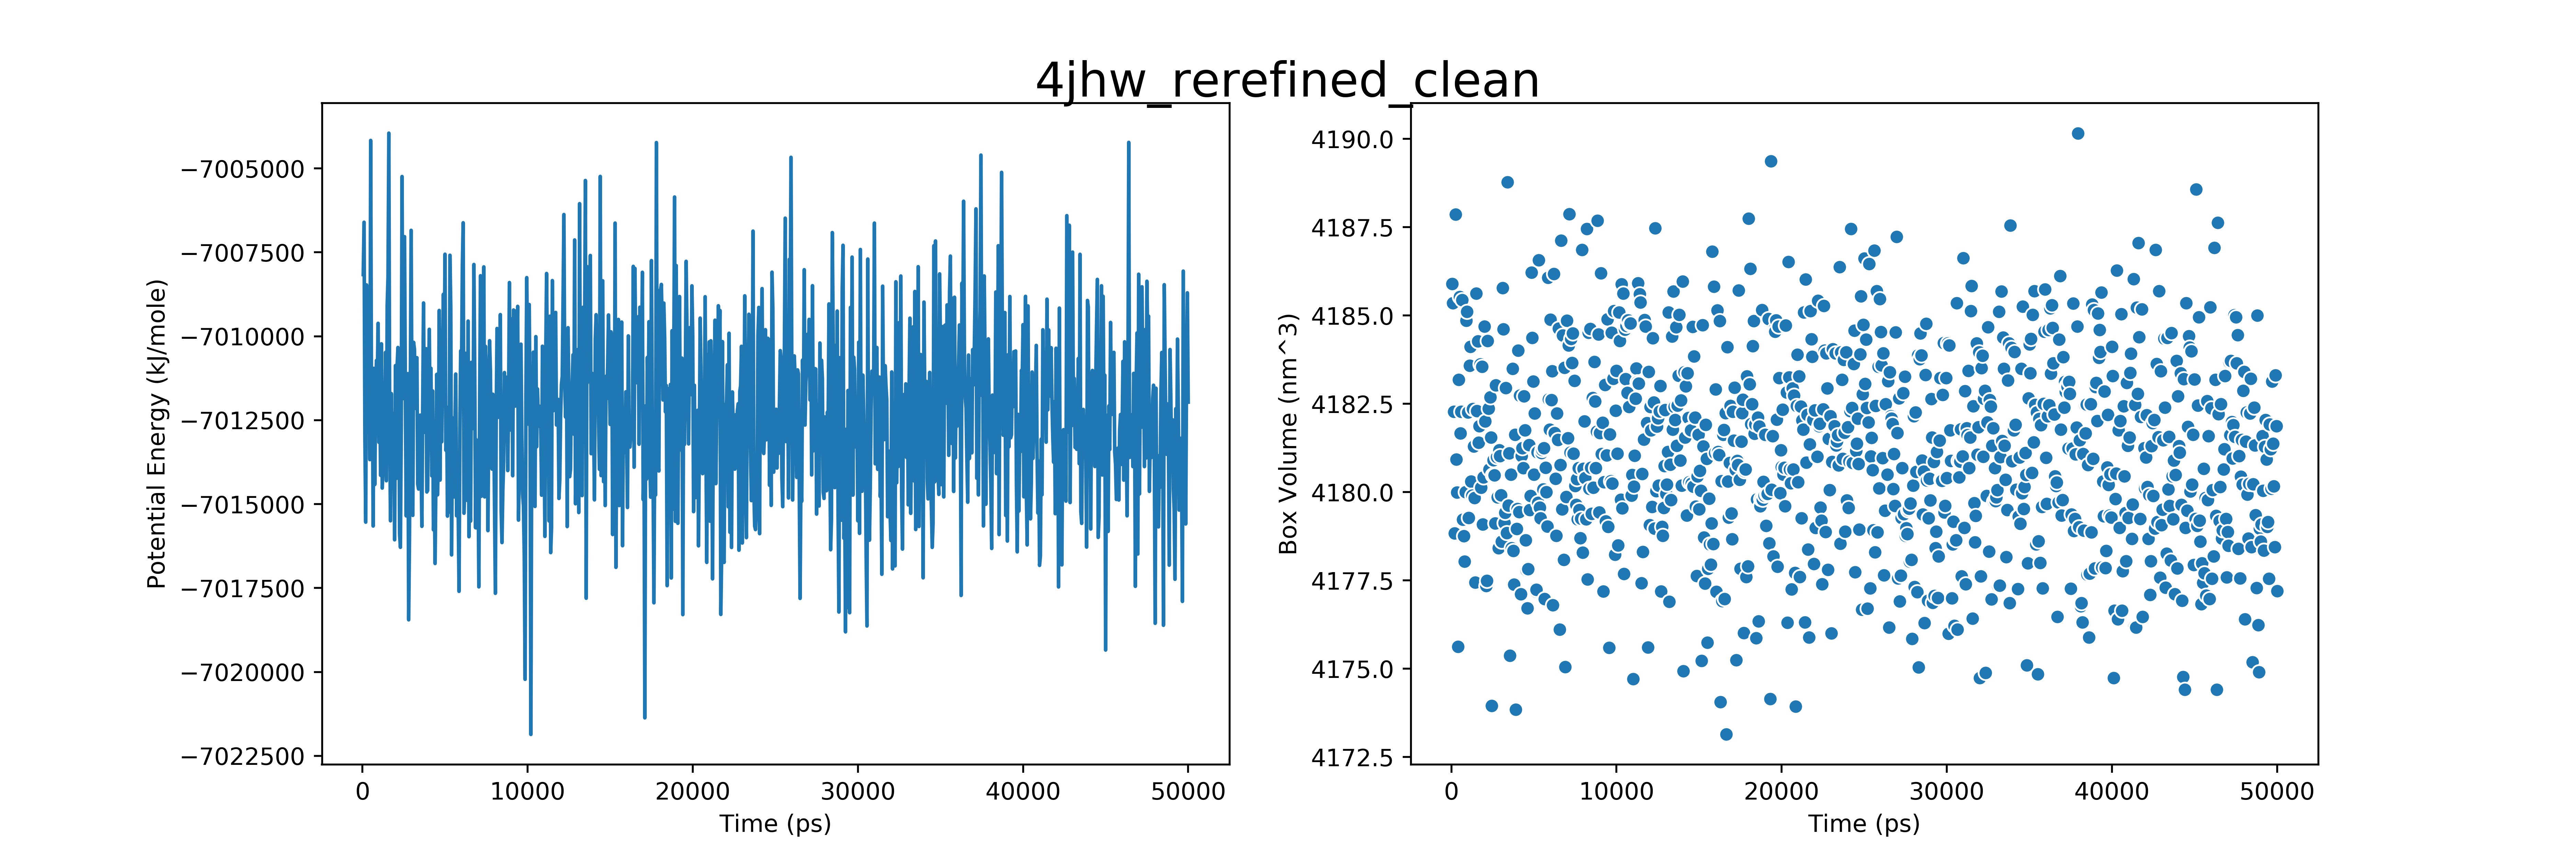 4jhw_rerefined_clean
Potential Energy (kJ/mole)
−7005000
−7007500
−7010000
−7012500
−7015000
−7017500
−7020000
−7022500
0 10000 20000 30000 40000 50000
Time (ps)
Box Volume (nm^3)
4190.0
4187.5
4185.0
4182.5
4180.0
4177.5
4175.0
4172.5
0 10000 20000 30000 40000 50000
Time (ps)